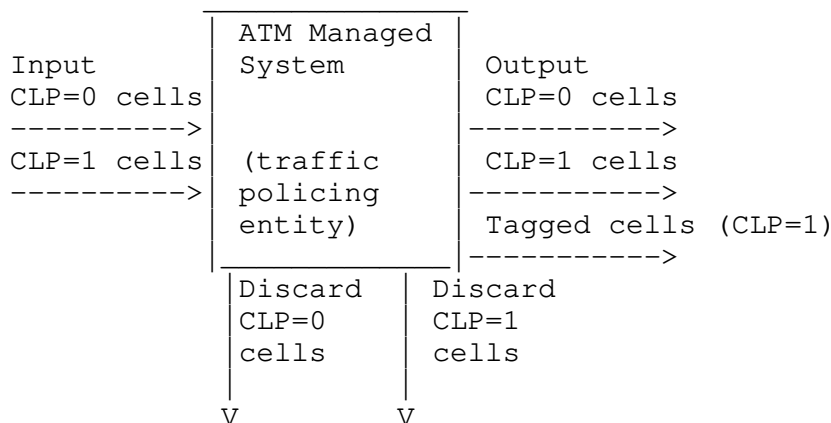 ATM Managed
Input System Output
CLP=0 cells CLP=0 cells
---------->  ----------->
CLP=1 cells (traffic CLP=1 cells
----------> policing ----------->
entity) Tagged cells (CLP=1)
----------->
Discard Discard
CLP=0 CLP=1
cells cells
V V